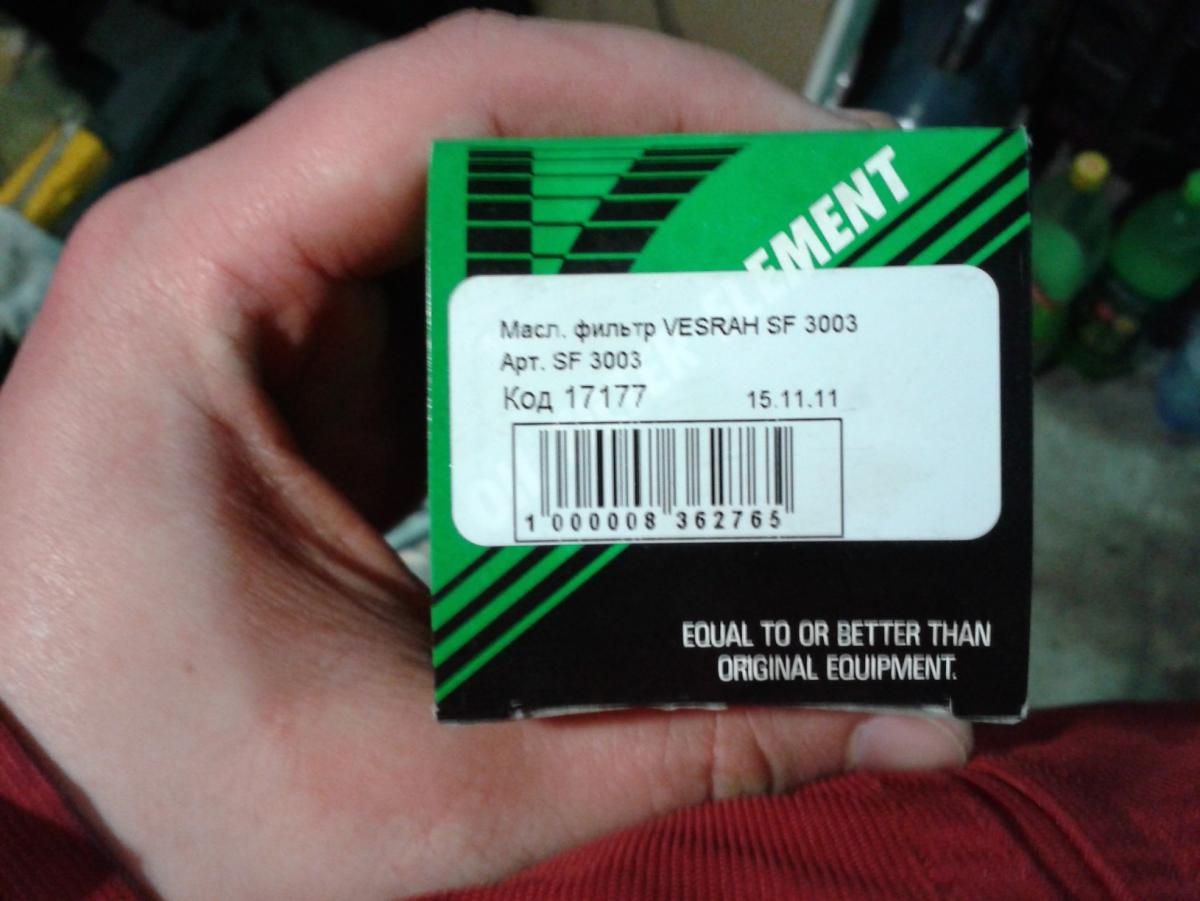 ELEMENT
Масл. фильтр VESRAH SF 3003
Арт. SF 3003
Код 17177 15.11.11
1 000008 362765
EQUAL TO OR BETTER THAN
ORIGINAL EQUIPMENT.